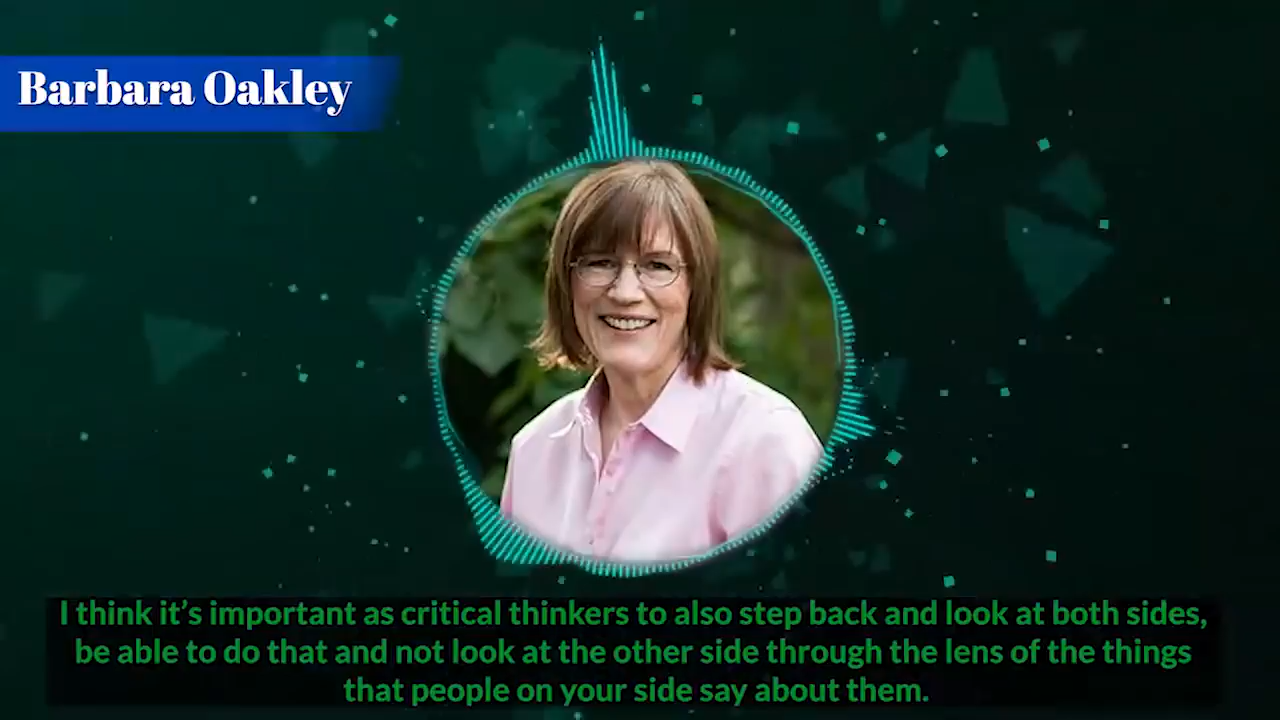 Barbara Oakley
I think it’s important as critical thinkers to also step back and look at both sides,
be able to do that and not look at the other side through the lens of the things
that people on your side say about them.